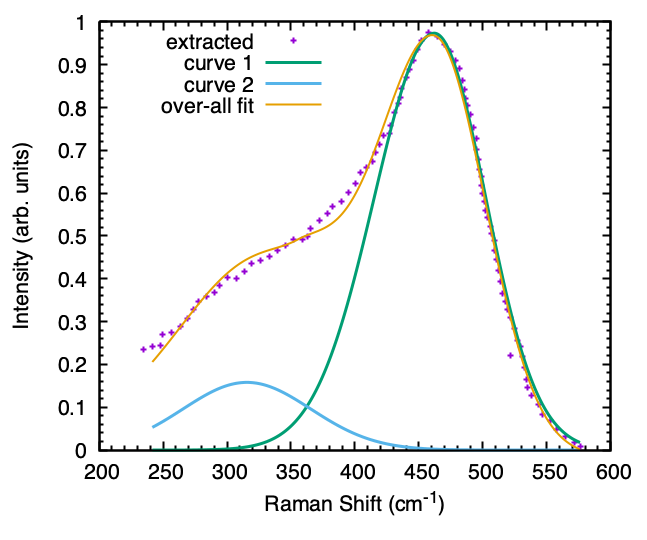 1
0.9
0.8
0.7
0.6
0.5
0.4
0.3
0.2
0.1
0
Intensity (arb. units)
extracted
curve 1
curve 2
over-all fit
200 250 300 350 400 450 500 550 600
Raman Shift (cm⁻¹)